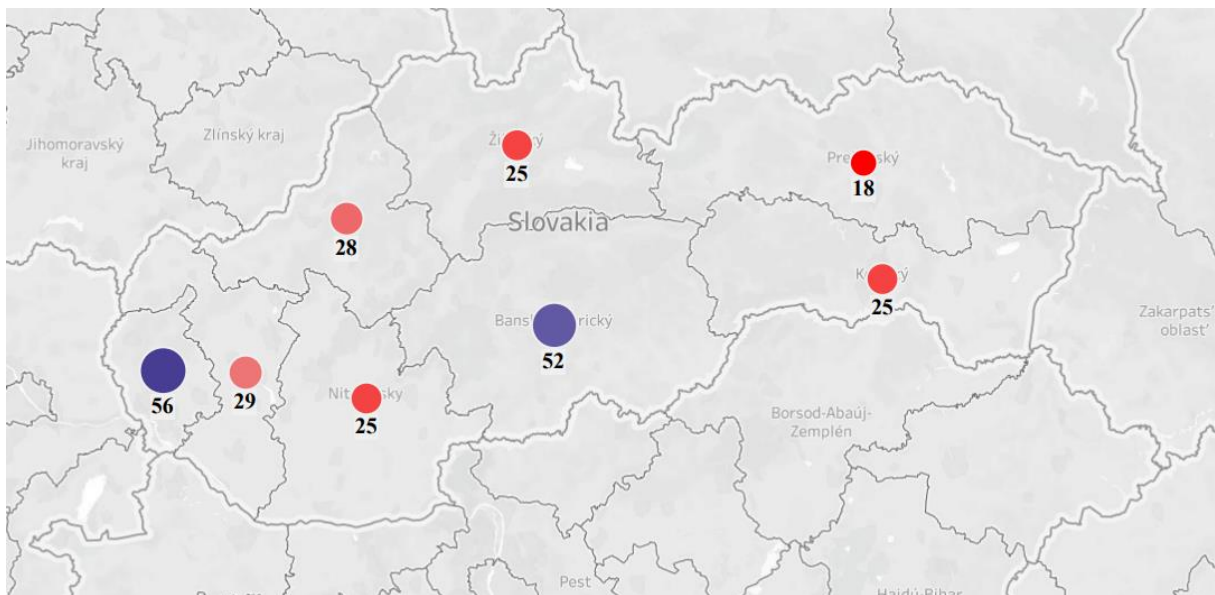 Zlínský kraj
Jihomoravský
kraj
25
18
Slovakia
28
25
Zakarpats'
oblast'
52
56
29
25
Borsod-Abaúj-
Zemplén
Pest